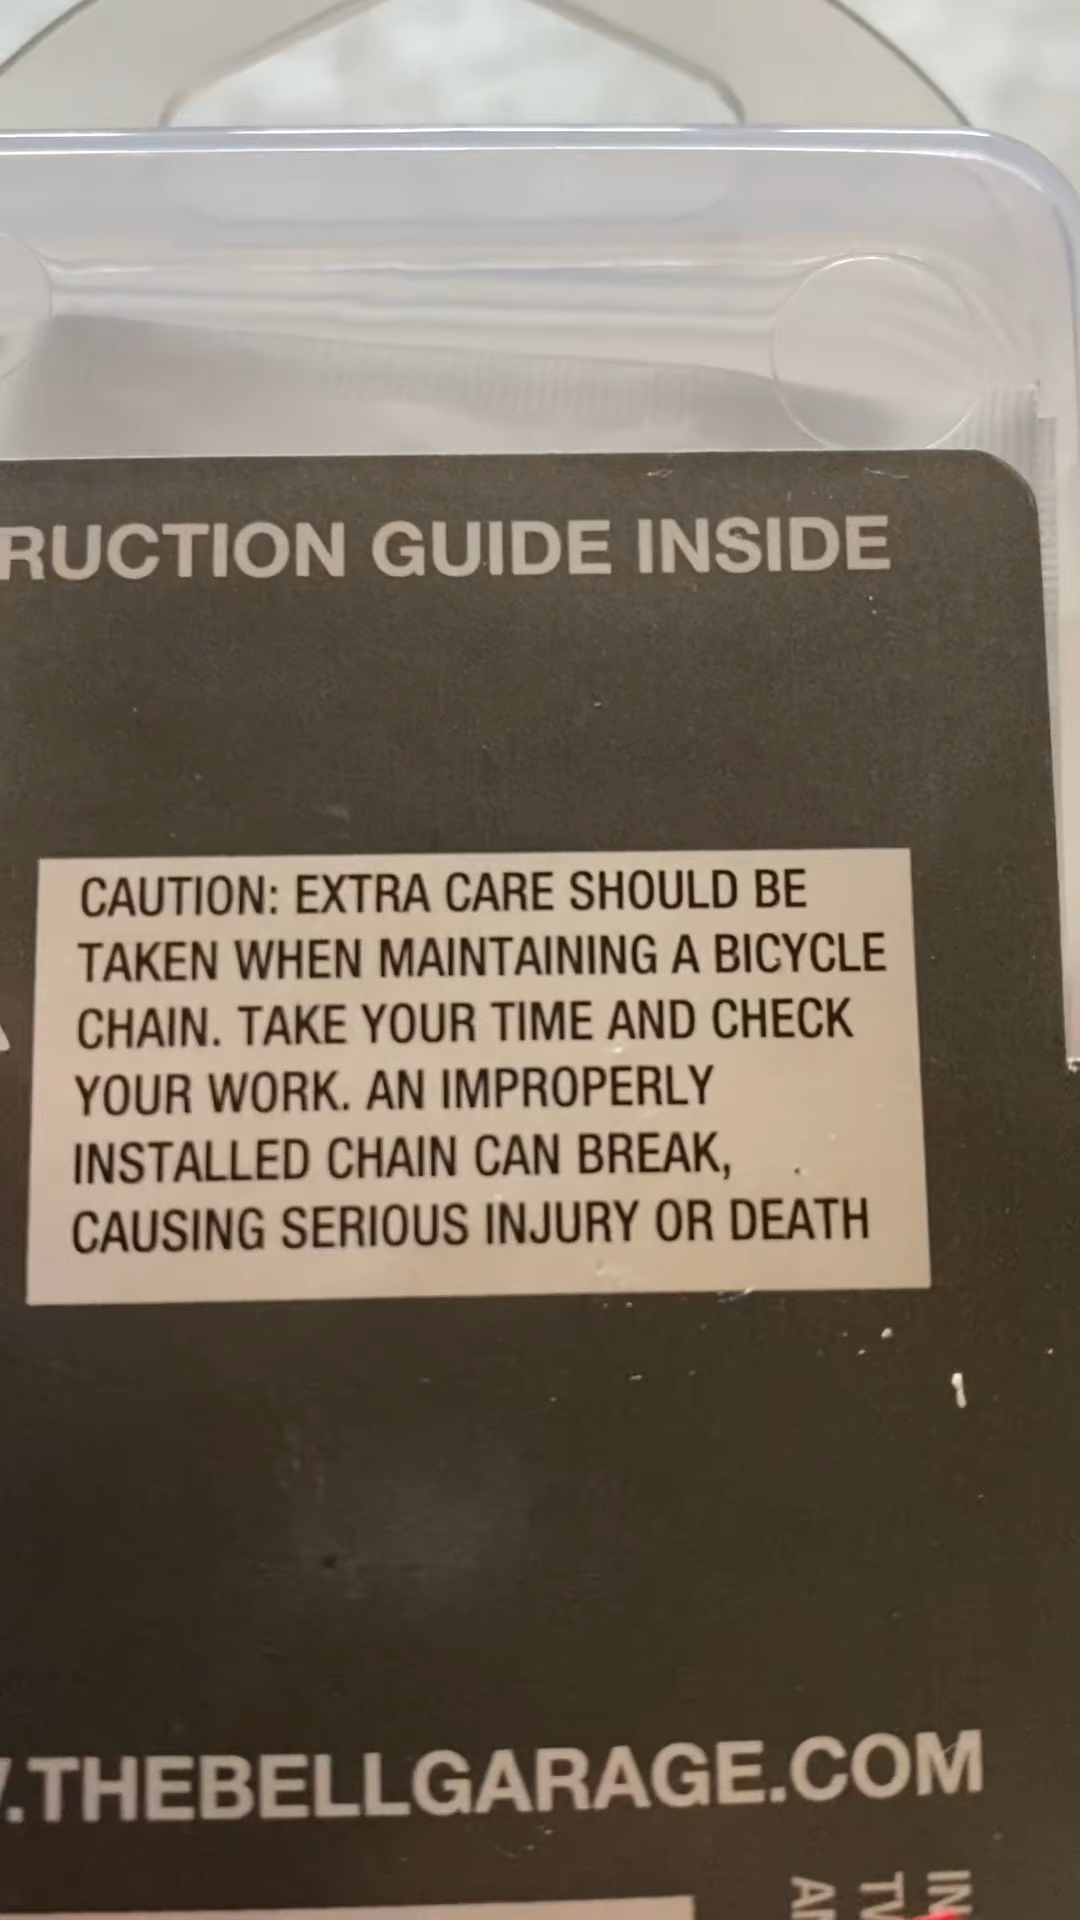 RUCTION GUIDE INSIDE
CAUTION: EXTRA CARE SHOULD BE
TAKEN WHEN MAINTAINING A BICYCLE
CHAIN. TAKE YOUR TIME AND CHECK
YOUR WORK. AN IMPROPERLY
INSTALLED CHAIN CAN BREAK,
CAUSING SERIOUS INJURY OR DEATH
.THEBELLGARAGE.COM